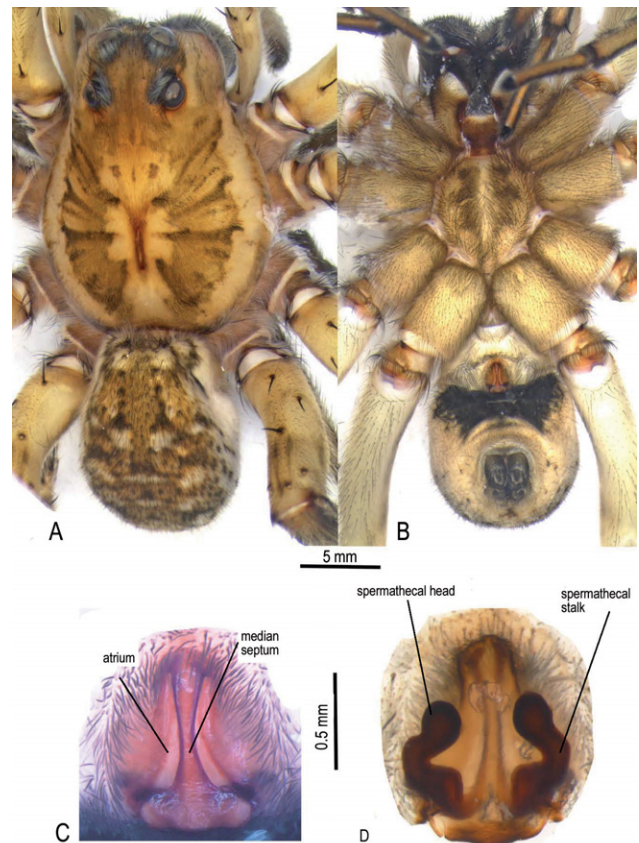 A
B
5 mm
spermathecal head
spermathecal
stalk
median
septum
atrium
0.5 mm
C
D